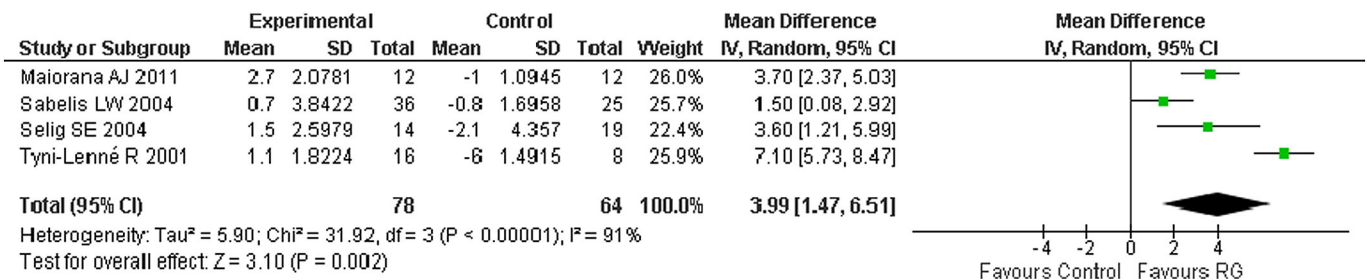 Experimental Control Mean Difference Mean Difference
Study or Subgroup Mean SD Total Mean SD Total Weight IV, Random, 95% CI IV, Random, 95% CI
Maiorana AJ 2011 2.7 2.0781 12 -1 1.0945 12 26.0% 3.70 [2.37, 5.03]
Sabelis LW 2004 0.7 3.8422 36 -0.8 1.6958 25 25.7% 1.50 [0.08, 2.92]
Selig SE 2004 1.5 2.5979 14 -2.1 4.357 19 22.4% 3.60 [1.21, 5.99]
Tyni-Lenné R 2001 1.1 1.8224 16 -6 1.4915 8 25.9% 7.10 [5.73, 8.47]
Total (95% CI) 78 64 100.0% 3.99 [1.47, 6.51]
Heterogeneity: Tau² = 5.90; Chi² = 31.92, df = 3 (P < 0.00001); I² = 91%
Test for overall effect: Z = 3.10 (P = 0.002)
-4 -2 0 2 4
Favours Control Favours RG